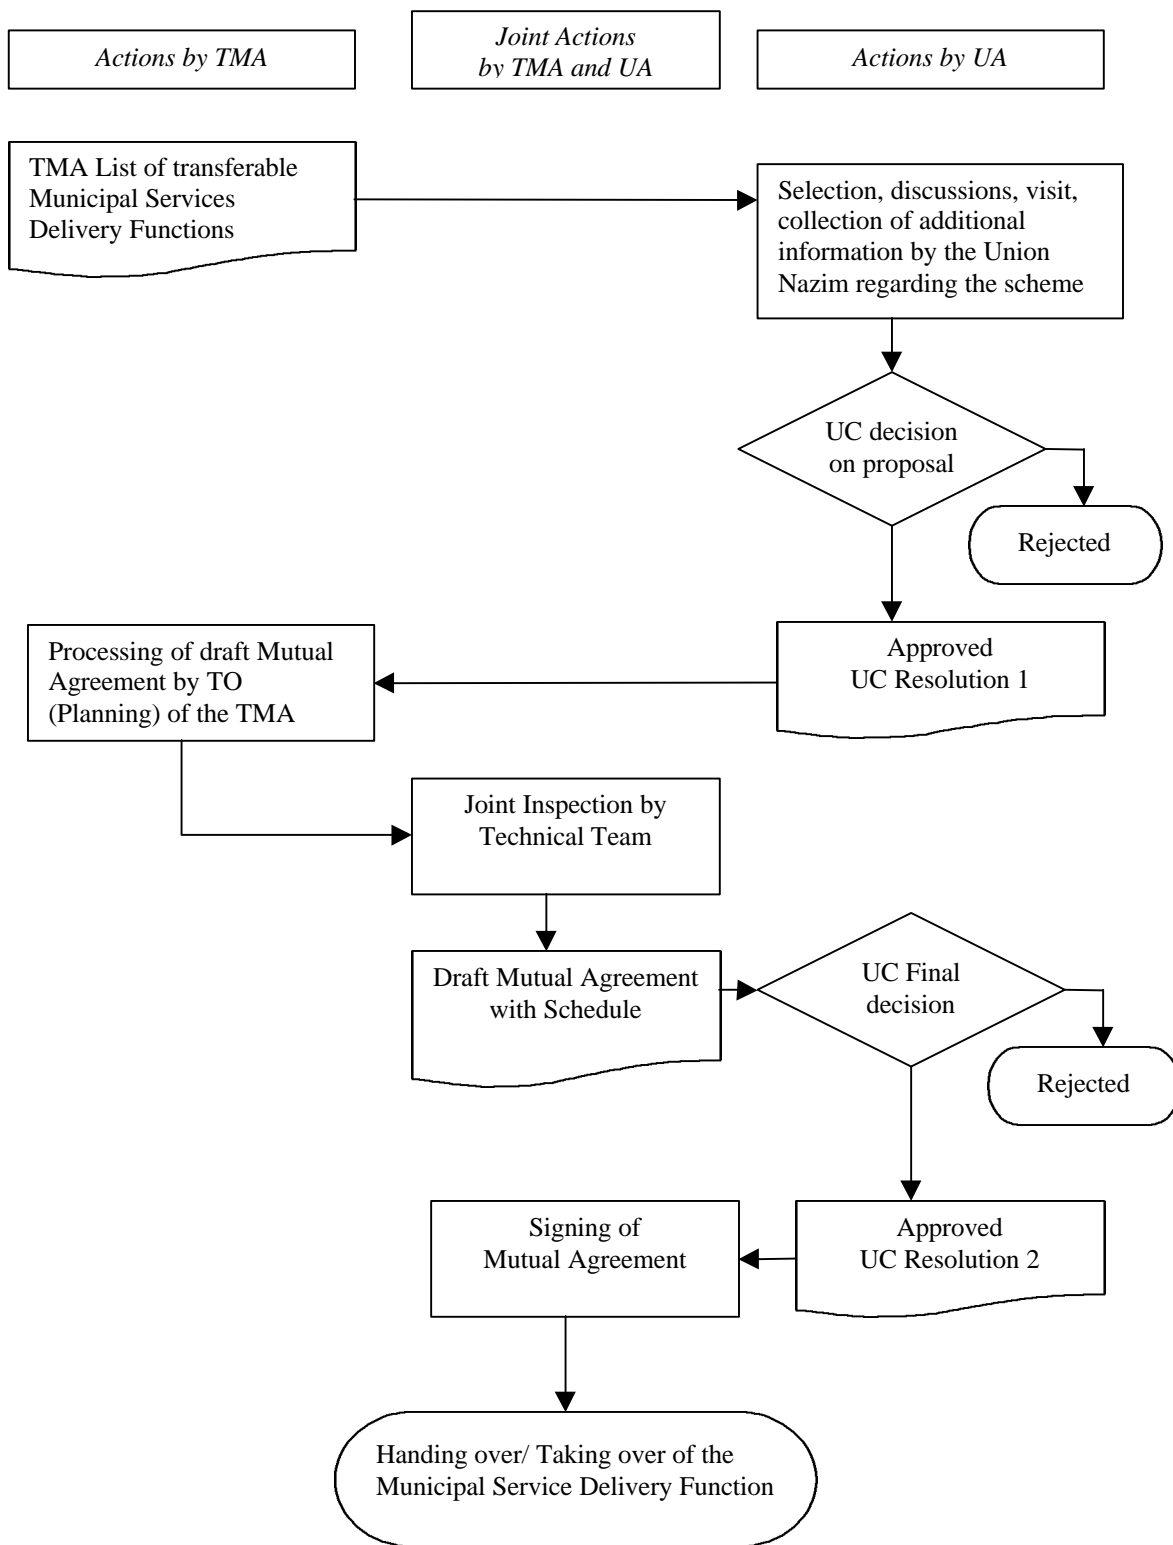 Actions by TMA
Joint Actions
by TMA and UA
Actions by UA
TMA List of transferable
Municipal Services
Delivery Functions
Selection, discussions, visit,
collection of additional
information by the Union
Nazim regarding the scheme
UC decision
on proposal
Rejected
Approved
UC Resolution 1
Processing of draft Mutual
Agreement by TO
(Planning) of the TMA
Joint Inspection by
Technical Team
Draft Mutual Agreement
with Schedule
UC Final
decision
Rejected
Approved
UC Resolution 2
Signing of
Mutual Agreement
Handing over/ Taking over of the
Municipal Service Delivery Function